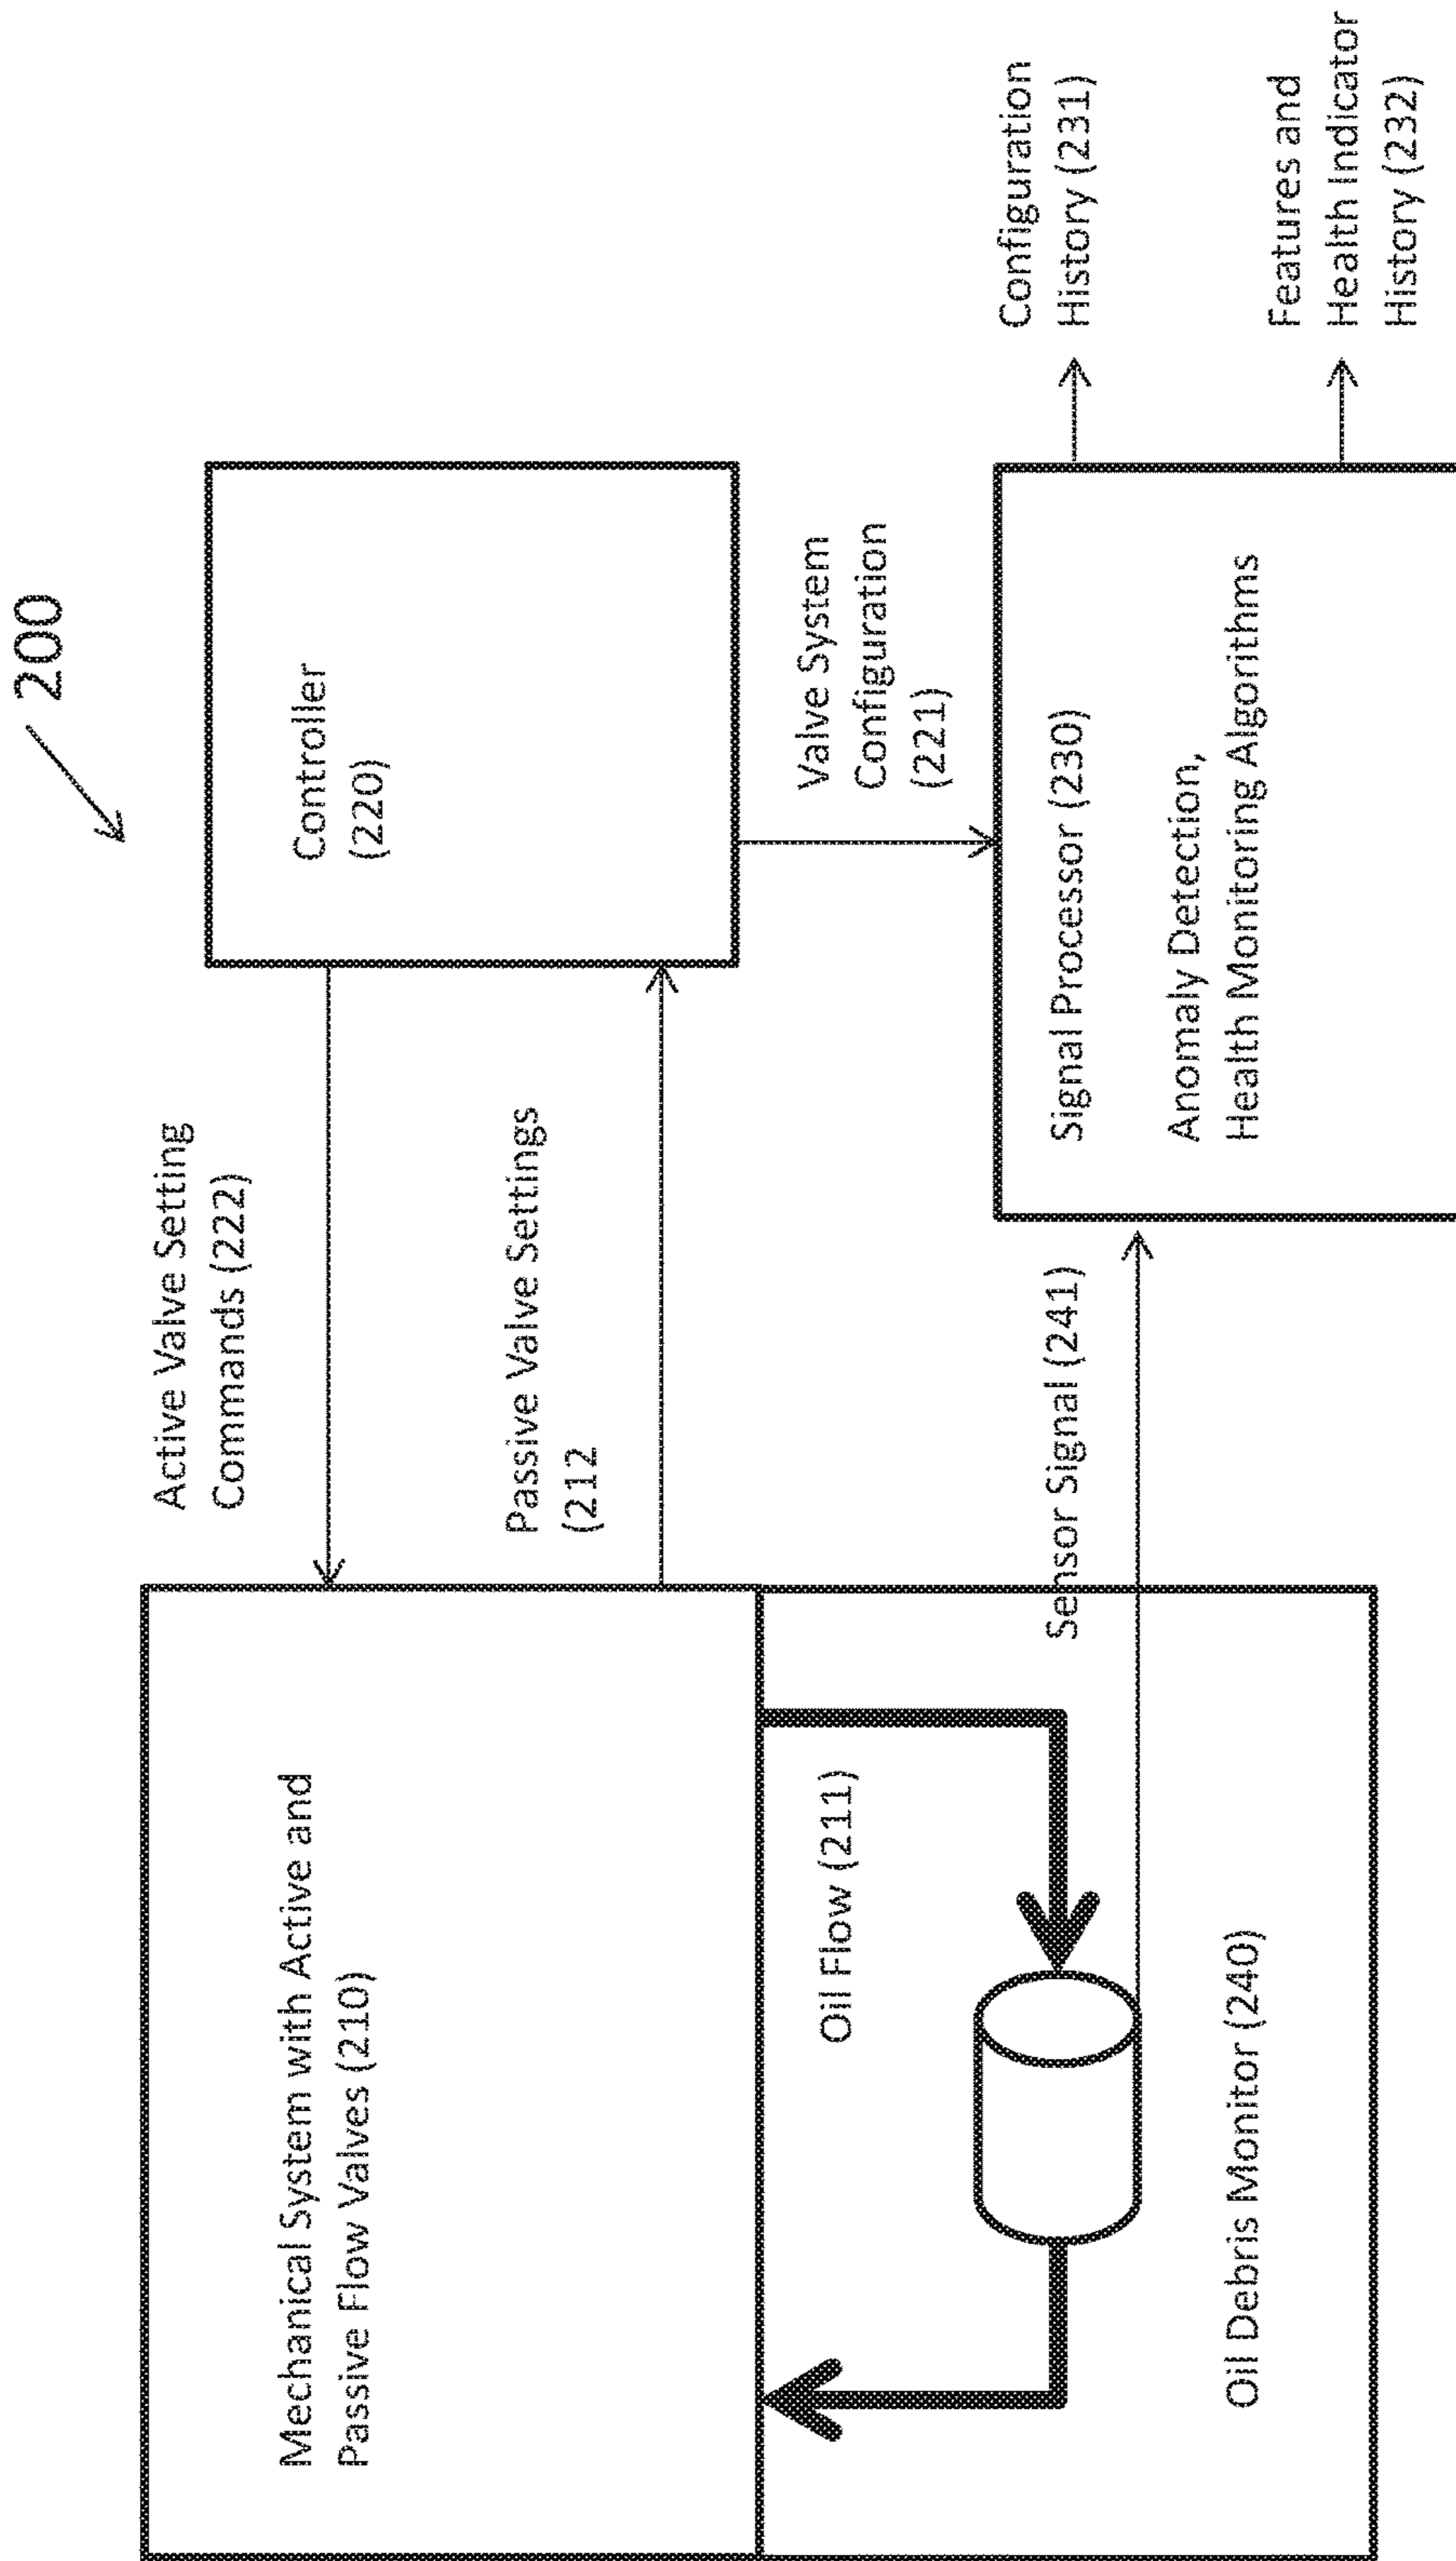 200
Mechanical System with Active and
Passive Flow Valves (210)
Active Valve Setting
Commands (222)
Passive Valve Settings
(212
Controller
(220)
Valve System
Configuration
(221)
Oil Flow (211)
Oil Debris Monitor (240)
Sensor Signal (241)
Signal Processor (230)
Anomaly Detection,
Health Monitoring Algorithms
Configuration
History (231)
Features and
Health Indicator
History (232)